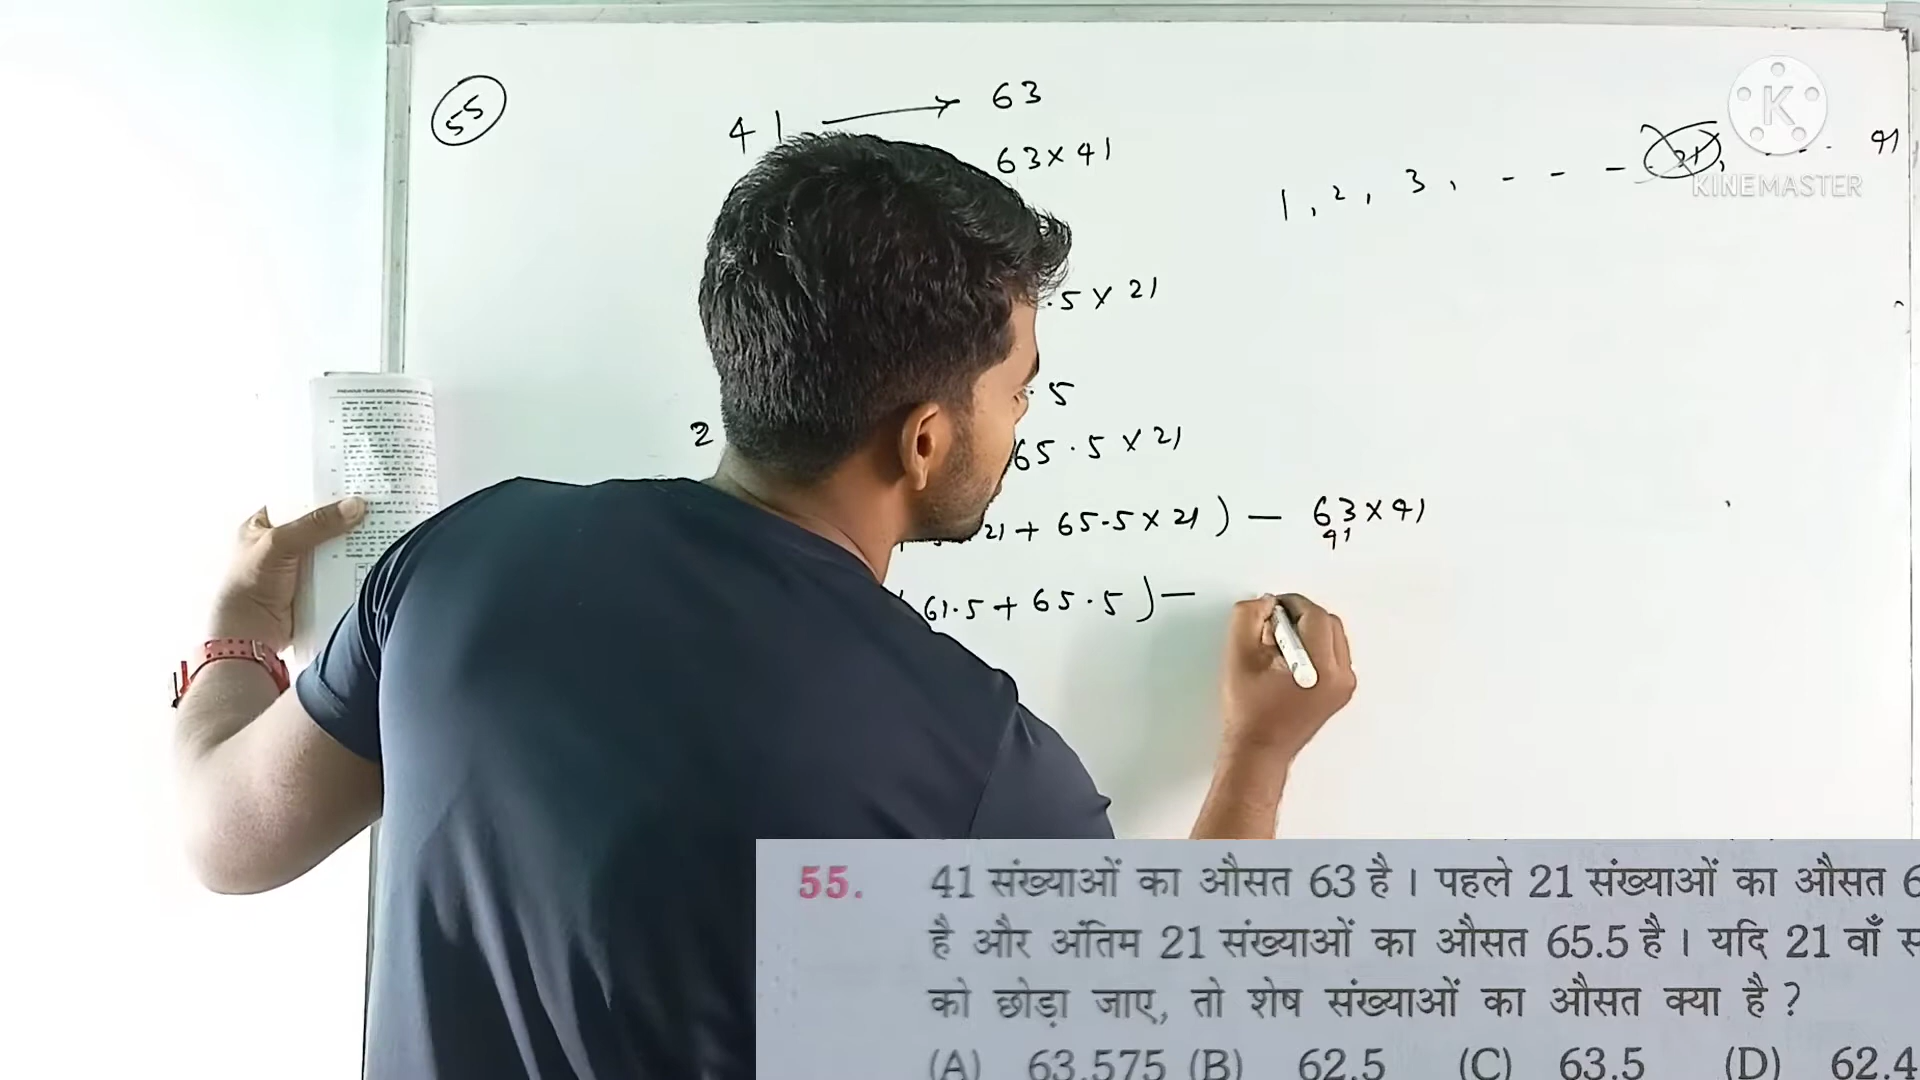 55
41 → 63
63 × 41
1, 2, 3, - - - 21, - - . 41
KINEMASTER
.5 × 21
. 5
2
65.5 × 21
21 + 65.5 × 21 ) — 63 × 41
41
( 61.5 + 65.5 ) —
55. 41 संख्याओं का औसत 63 है । पहले 21 संख्याओं का औसत 6
है और अंतिम 21 संख्याओं का औसत 65.5 है । यदि 21 वाँ स
को छोड़ा जाए, तो शेष संख्याओं का औसत क्या है ?
(A) 63.575 (B) 62.5 (C) 63.5 (D) 62.4